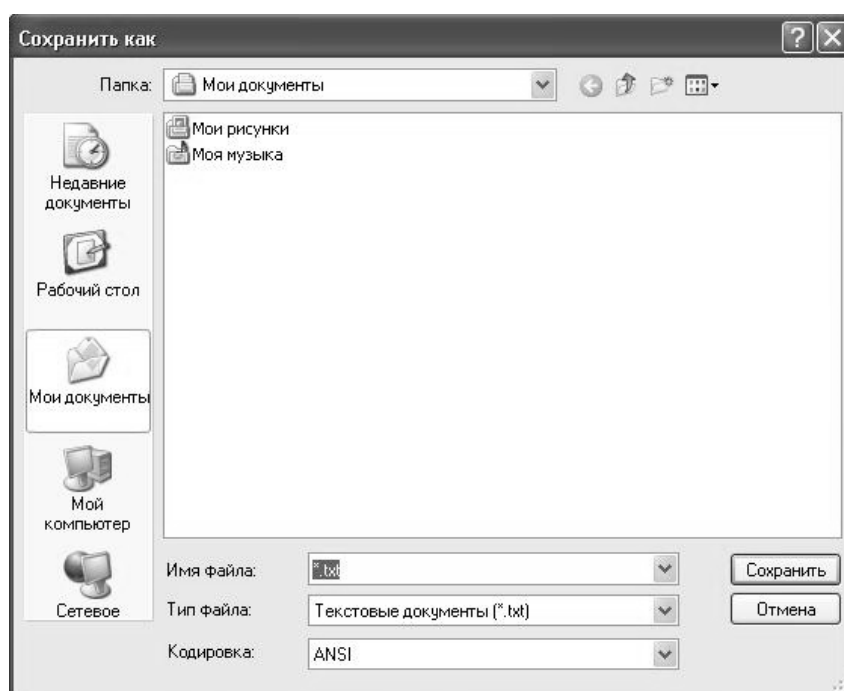 Сохранить как
Папка:
Мои документы
Мои рисунки
Моя музыка
Недавние
документы
Рабочий стол
Мои документы
Мой
компьютер
Сетевое
Имя файла:
*.txt
Сохранить
Тип файла:
Текстовые документы (*.txt)
Отмена
Кодировка:
ANSI